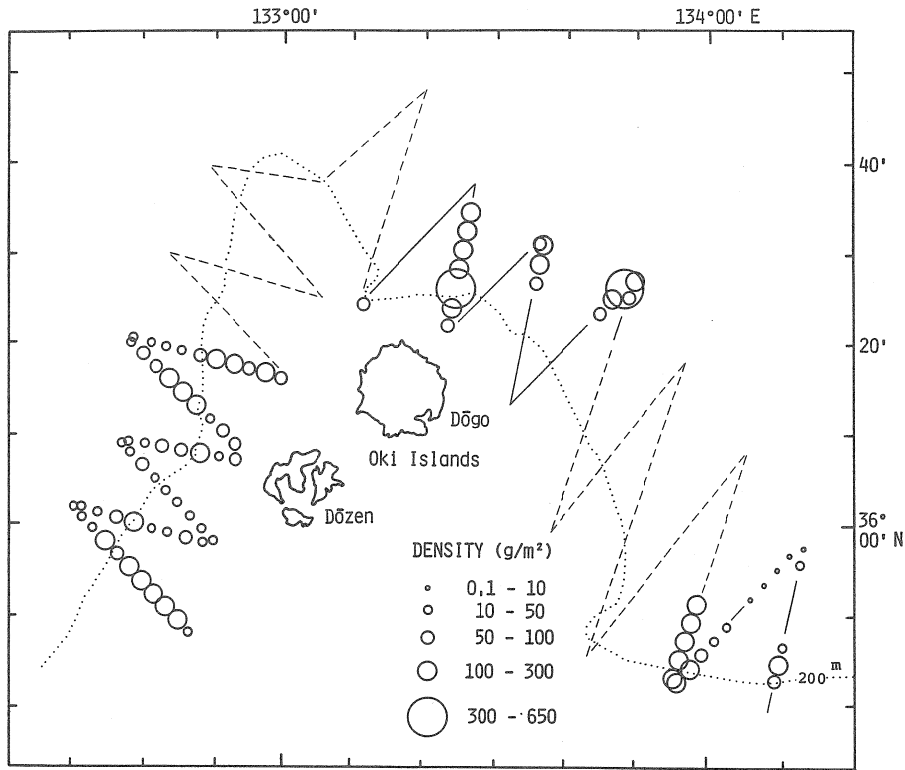 133°00'
134°00' E
40'
20'
Dōgo
Oki Islands
Dōzen
36°
00' N
DENSITY (g/m²)
0,1 - 10
10 - 50
50 - 100
100 - 300
300 - 650
200 m